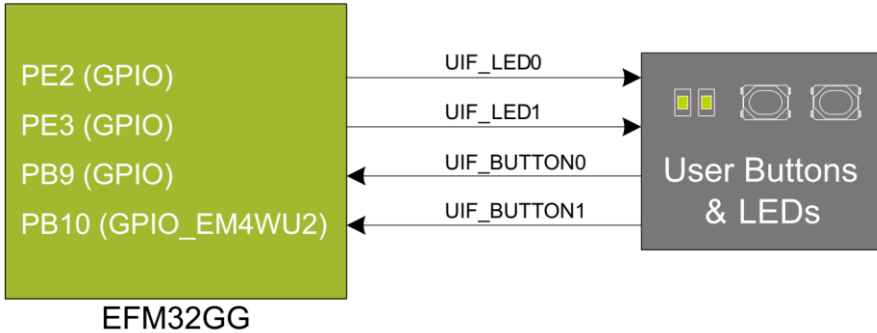 PE2 (GPIO)
PE3 (GPIO)
PB9 (GPIO)
PB10 (GPIO_EM4WU2)
EFM32GG
UIF_LED0
UIF_LED1
UIF_BUTTON0
UIF_BUTTON1
User Buttons
& LEDs